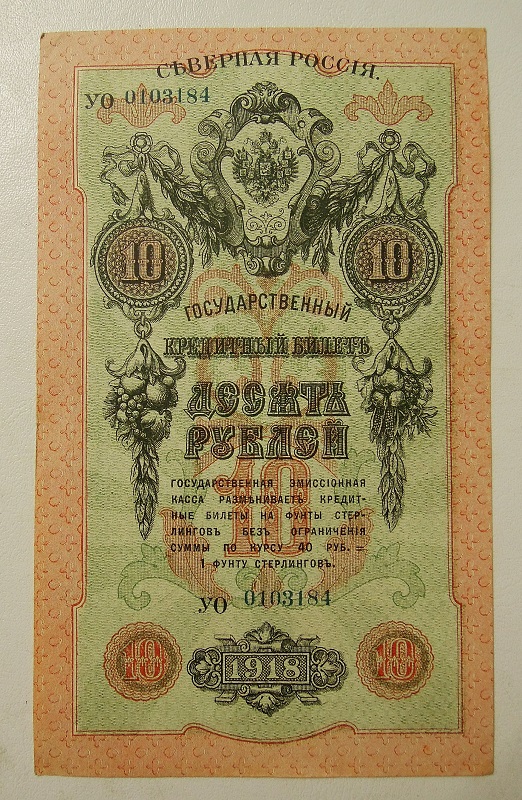 СѢВЕРНАЯ РОССІЯ.
УО 0103184
10 10
ГОСУДАРСТВЕННЫЙ
КРЕДИТНЫЙ БИЛЕТЪ
ДЕСЯТЬ
РУБЛЕЙ
10
ГОСУДАРСТВЕННАЯ ЭМИССІОННАЯ
КАССА РАЗМѢНИВАЕТЪ КРЕДИТ-
НЫЕ БИЛЕТЫ НА ФУНТЫ СТЕР-
ЛИНГОВЪ БЕЗЪ ОГРАНИЧЕНІЯ
СУММЫ ПО КУРСУ 40 РУБ. =
1 ФУНТУ СТЕРЛИНГОВЪ.
УО 0103184
10 1918 10